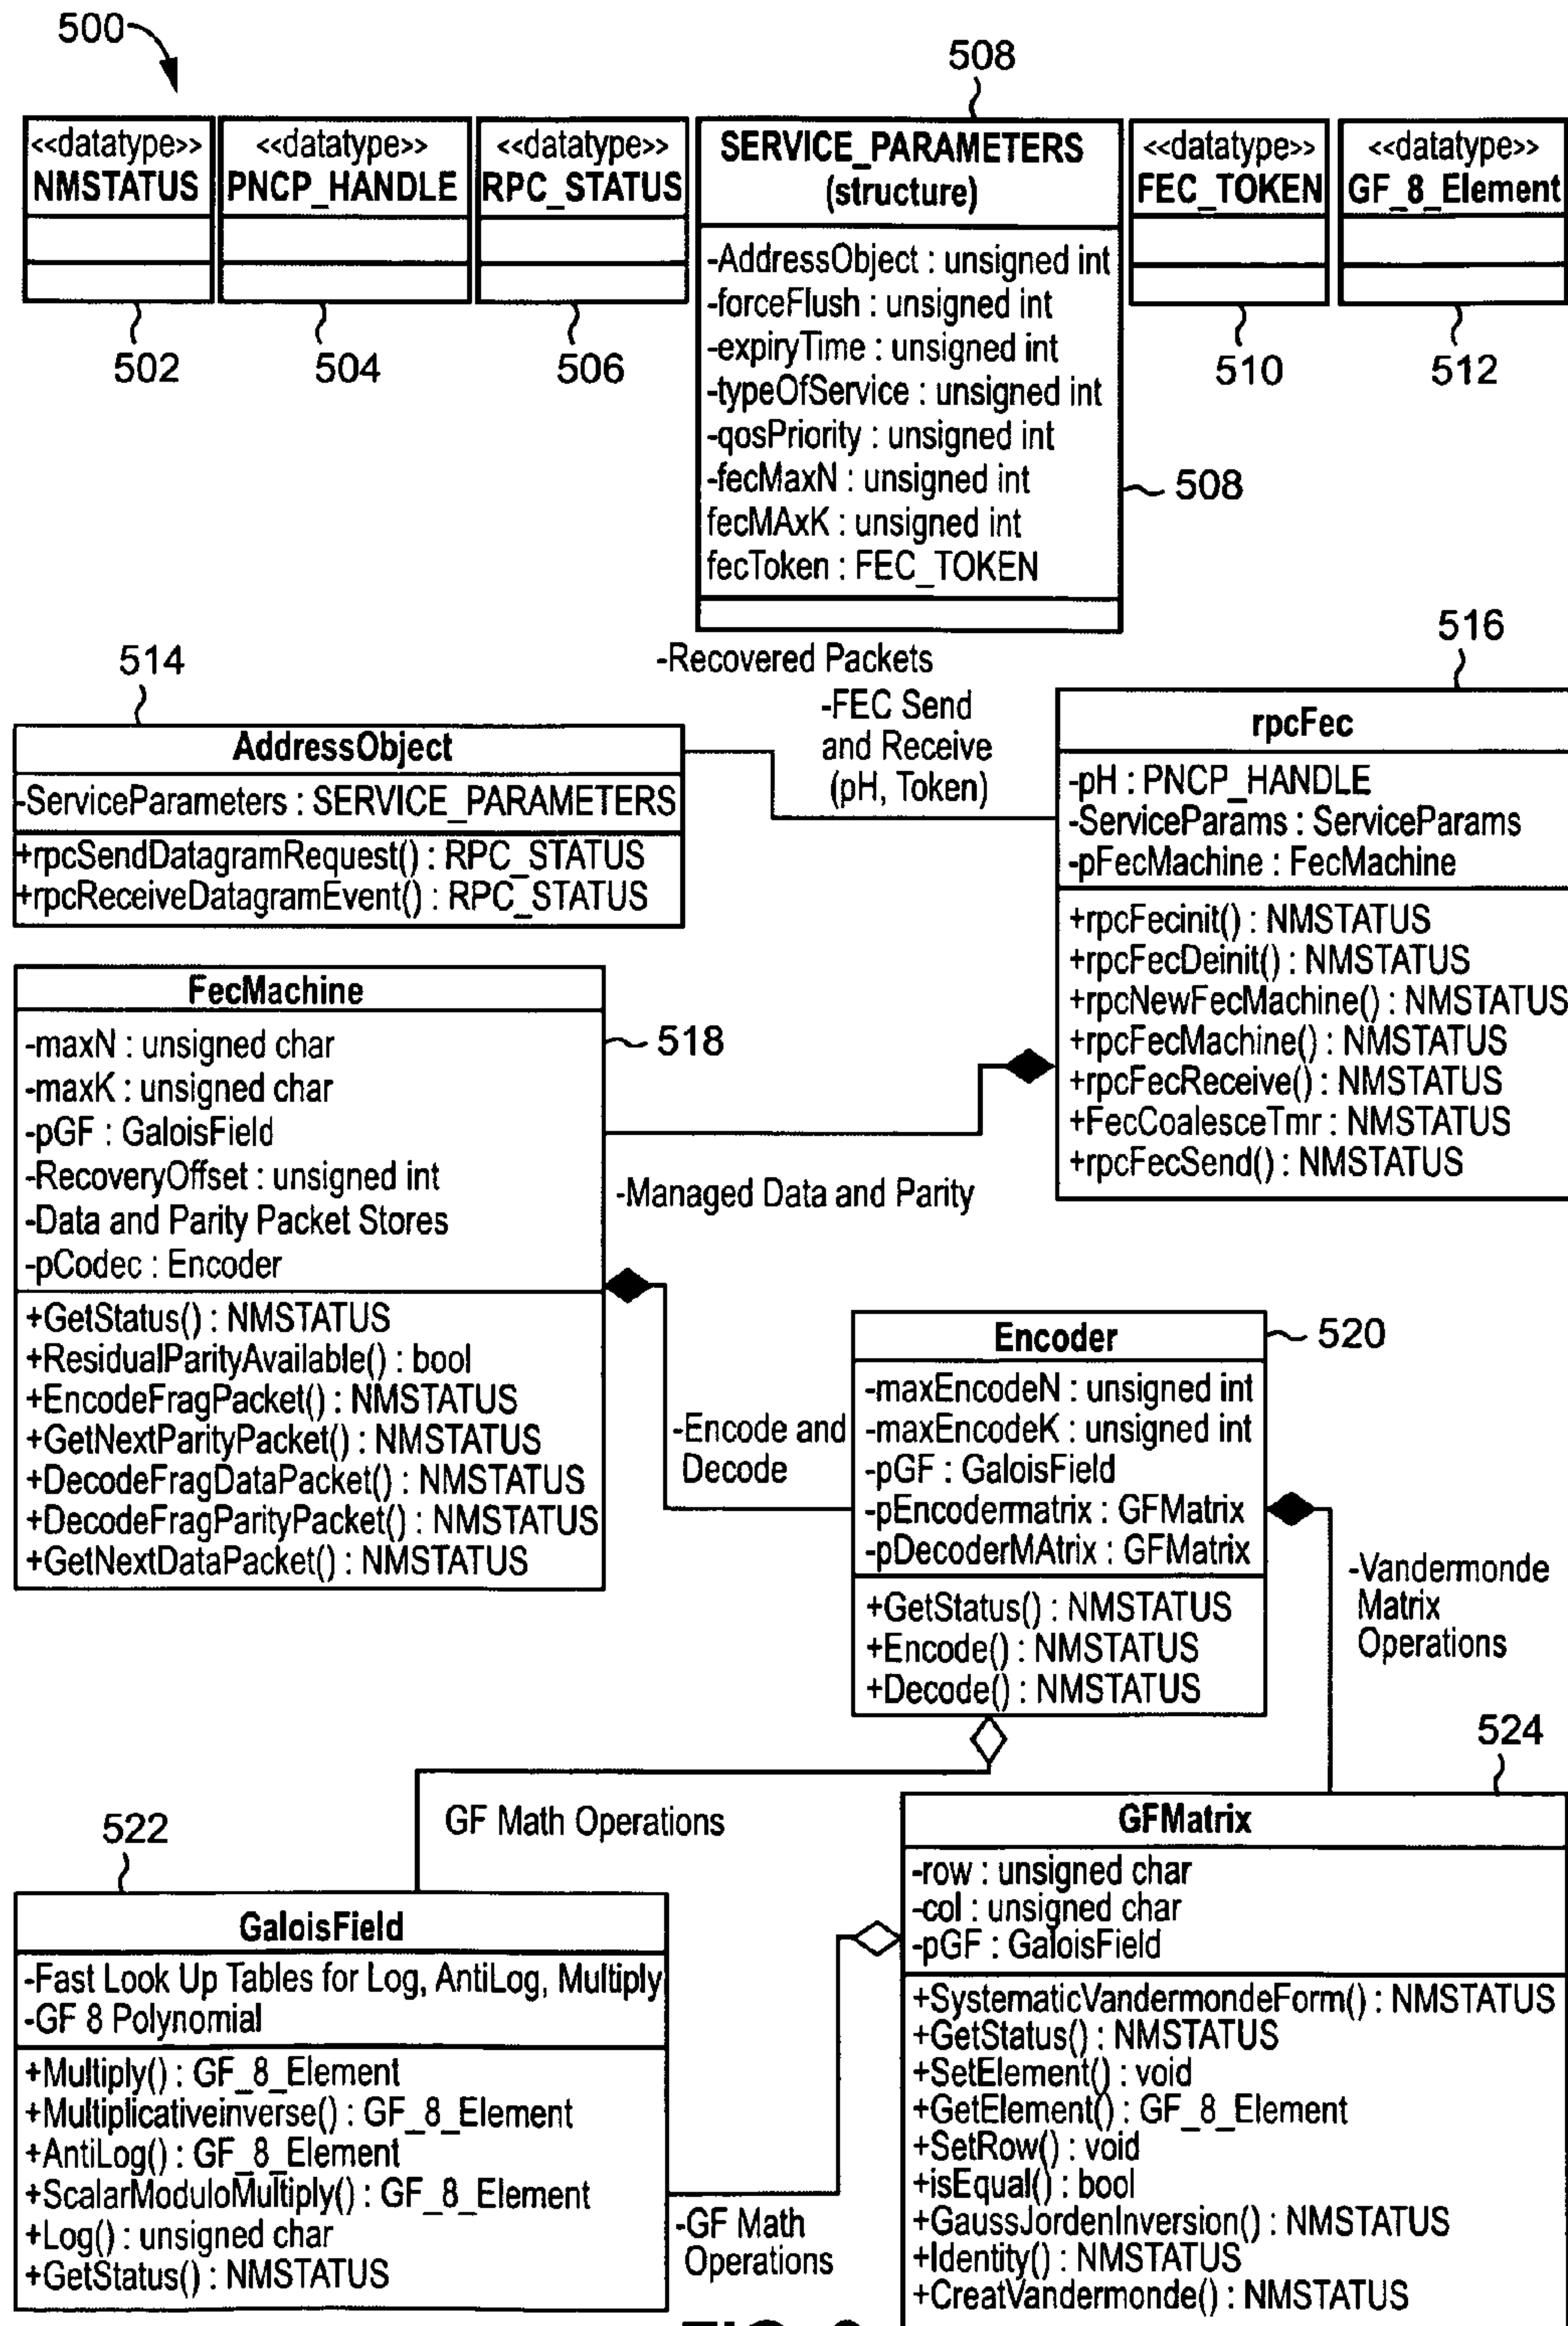 500
508
<<datatype>>
NMSTATUS
<<datatype>>
PNCP_HANDLE
<<datatype>>
RPC_STATUS
SERVICE_PARAMETERS
(structure)
-AddressObject : unsigned int
-forceFlush : unsigned int
-expiryTime : unsigned int
-typeOfService : unsigned int
-qosPriority : unsigned int
-fecMaxN : unsigned int
fecMAxK : unsigned int
fecToken : FEC_TOKEN
<<datatype>>
FEC_TOKEN
<<datatype>>
GF_8_Element
502
504
506
510
512
508
514
-Recovered Packets
-FEC Send
and Receive
(pH, Token)
516
AddressObject
-ServiceParameters : SERVICE_PARAMETERS
+rpcSendDatagramRequest() : RPC_STATUS
+rpcReceiveDatagramEvent() : RPC_STATUS
rpcFec
-pH : PNCP_HANDLE
-ServiceParams : ServiceParams
-pFecMachine : FecMachine
+rpcFecinit() : NMSTATUS
+rpcFecDeinit() : NMSTATUS
+rpcNewFecMachine() : NMSTATUS
+rpcFecMachine() : NMSTATUS
+rpcFecReceive() : NMSTATUS
+FecCoalesceTmr : NMSTATUS
+rpcFecSend() : NMSTATUS
FecMachine
-maxN : unsigned char
-maxK : unsigned char
-pGF : GaloisField
-RecoveryOffset : unsigned int
-Data and Parity Packet Stores
-pCodec : Encoder
+GetStatus() : NMSTATUS
+ResidualParityAvailable() : bool
+EncodeFragPacket() : NMSTATUS
+GetNextParityPacket() : NMSTATUS
+DecodeFragDataPacket() : NMSTATUS
+DecodeFragParityPacket() : NMSTATUS
+GetNextDataPacket() : NMSTATUS
518
-Managed Data and Parity
-Encode and
Decode
Encoder
-maxEncodeN : unsigned int
-maxEncodeK : unsigned int
-pGF : GaloisField
-pEncodermatrix : GFMatrix
-pDecoderMAtrix : GFMatrix
+GetStatus() : NMSTATUS
+Encode() : NMSTATUS
+Decode() : NMSTATUS
520
-Vandermonde
Matrix
Operations
522
GF Math Operations
524
GaloisField
-Fast Look Up Tables for Log, AntiLog, Multiply
-GF 8 Polynomial
+Multiply() : GF_8_Element
+Multiplicativeinverse() : GF_8_Element
+AntiLog() : GF_8_Element
+ScalarModuloMultiply() : GF_8_Element
+Log() : unsigned char
+GetStatus() : NMSTATUS
-GF Math
Operations
GFMatrix
-row : unsigned char
-col : unsigned char
-pGF : GaloisField
+SystematicVandermondeForm() : NMSTATUS
+GetStatus() : NMSTATUS
+SetElement() : void
+GetElement() : GF_8_Element
+SetRow() : void
+isEqual() : bool
+GaussJordenInversion() : NMSTATUS
+Identity() : NMSTATUS
+CreatVandermonde() : NMSTATUS